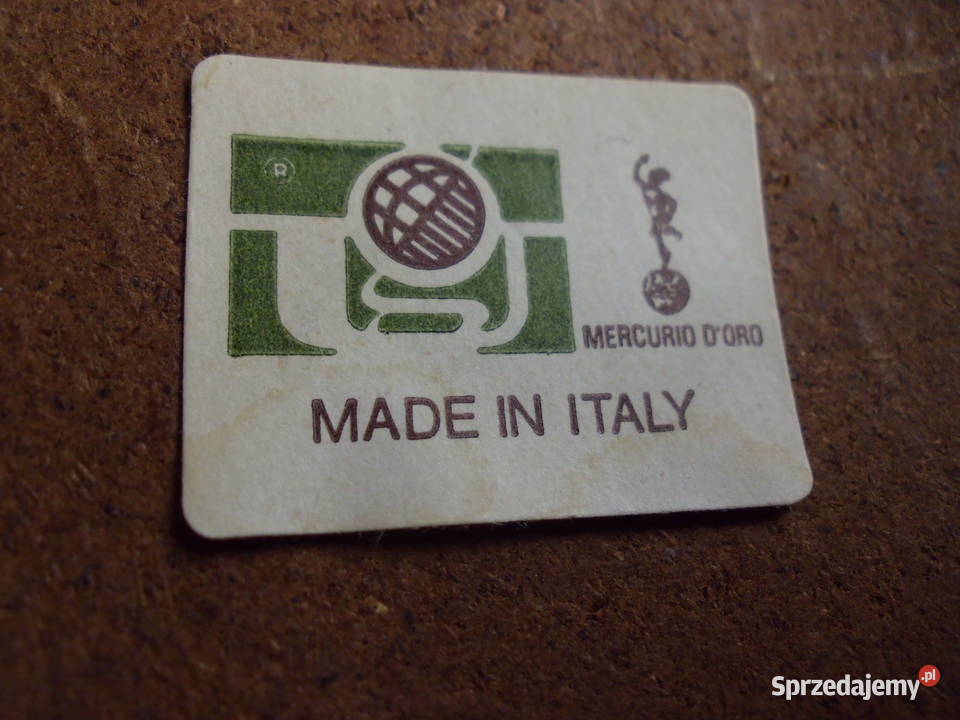 ®
MERCURIO D'ORO
MADE IN ITALY
Sprzedajemy.pl